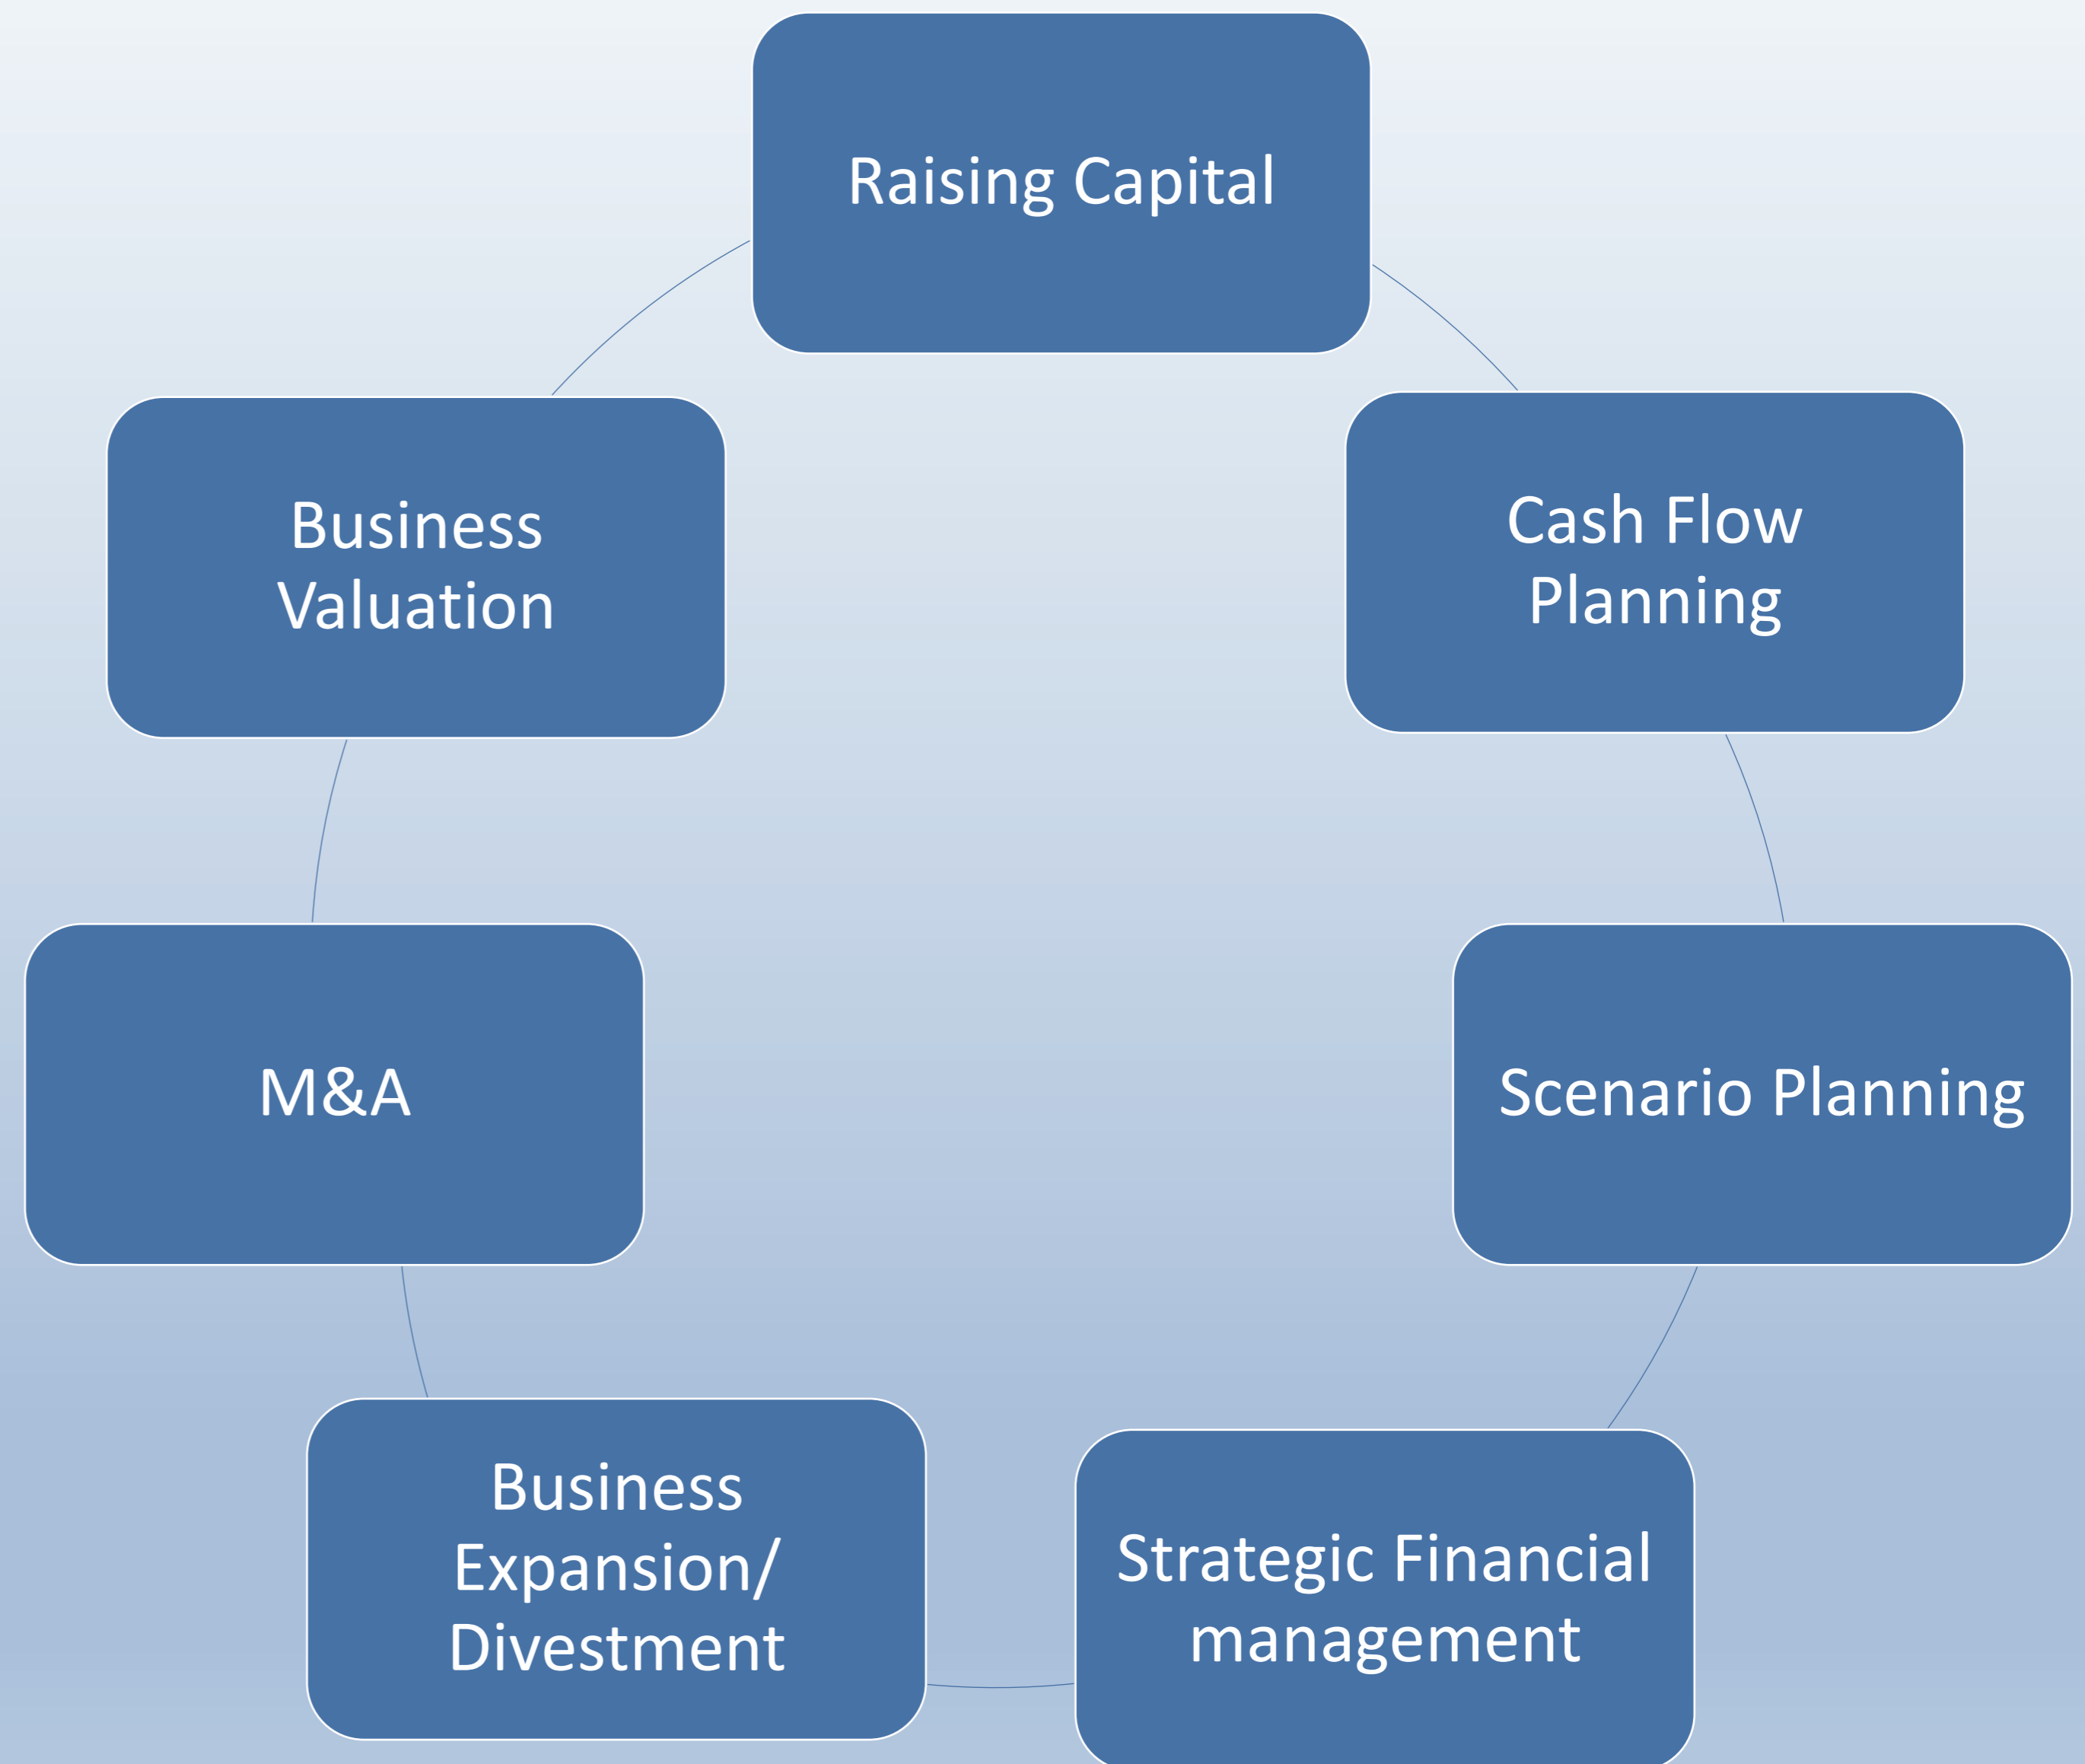 Raising Capital
Cash Flow
Planning
Scenario Planning
Strategic Financial
management
Business
Expansion/
Divestment
M&A
Business
Valuation